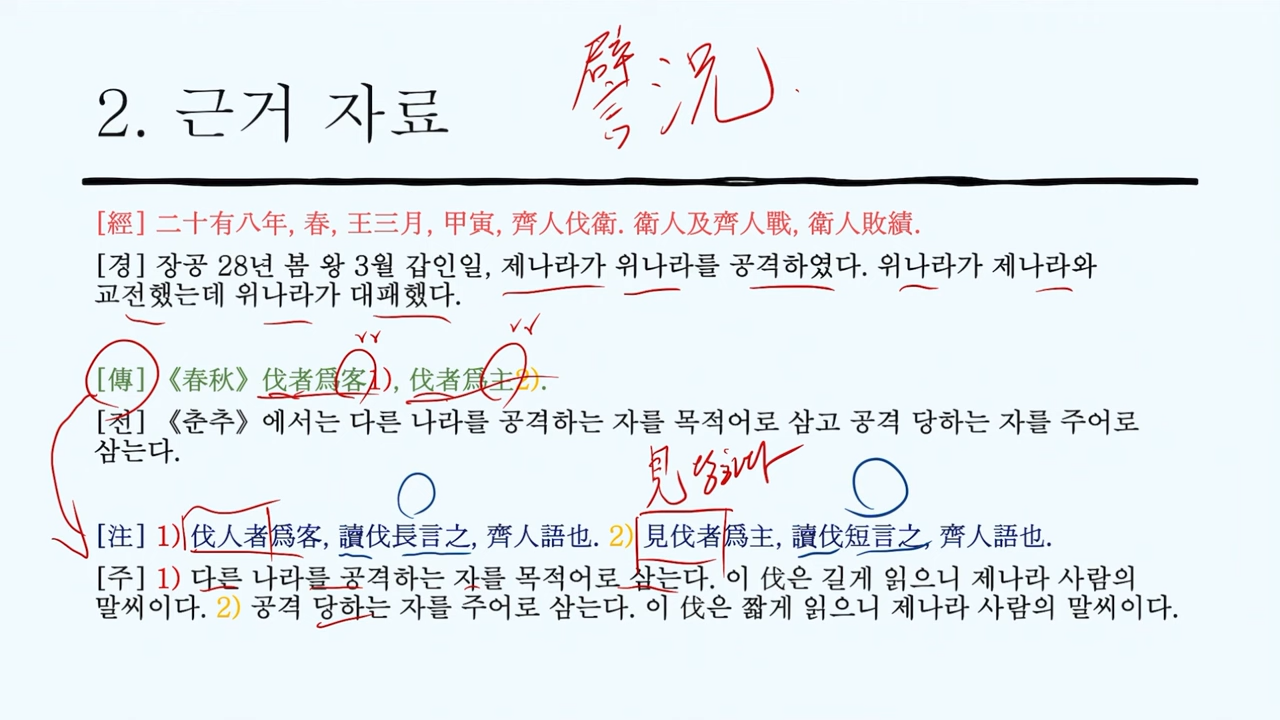 2. 근거 자료
譬況
[經] 二十有八年, 春, 王三月, 甲寅, 齊人伐衛. 衛人及齊人戰, 衛人敗績.
[경] 장공 28년 봄 왕 3월 갑인일, 제나라가 위나라를 공격하였다. 위나라가 제나라와
교전했는데 위나라가 대패했다.
[傳] 《春秋》伐者爲客1), 伐者爲主2).
[전] 《춘추》에서는 다른 나라를 공격하는 자를 목적어로 삼고 공격 당하는 자를 주어로
삼는다.
見 당하다
[注] 1) 伐人者爲客, 讀伐長言之, 齊人語也. 2) 見伐者爲主, 讀伐短言之, 齊人語也.
[주] 1) 다른 나라를 공격하는 자를 목적어로 삼는다. 이 伐은 길게 읽으니 제나라 사람의
말씨이다. 2) 공격 당하는 자를 주어로 삼는다. 이 伐은 짧게 읽으니 제나라 사람의 말씨이다.